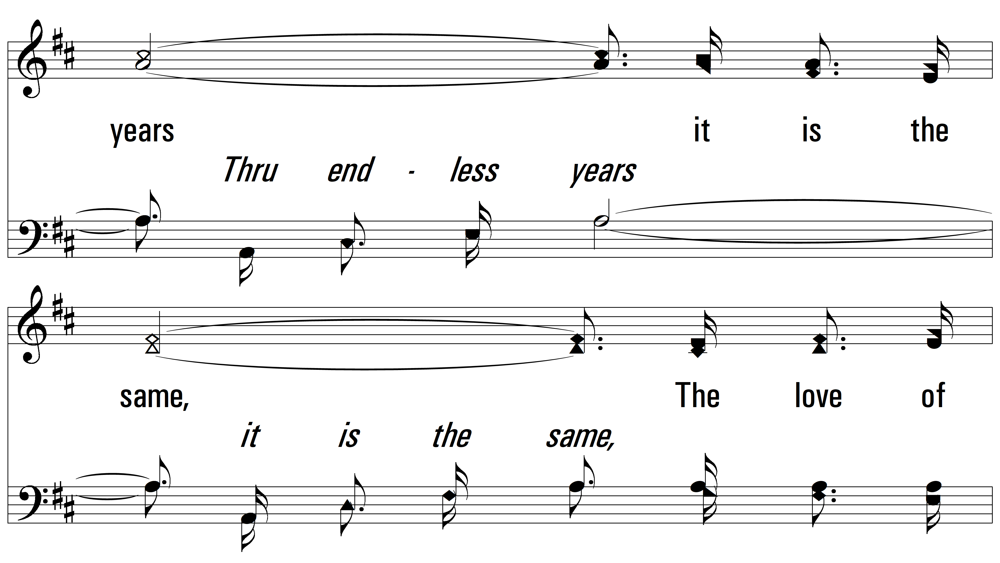 years it is the
Thru end - less years
same, The love of
it is the same,